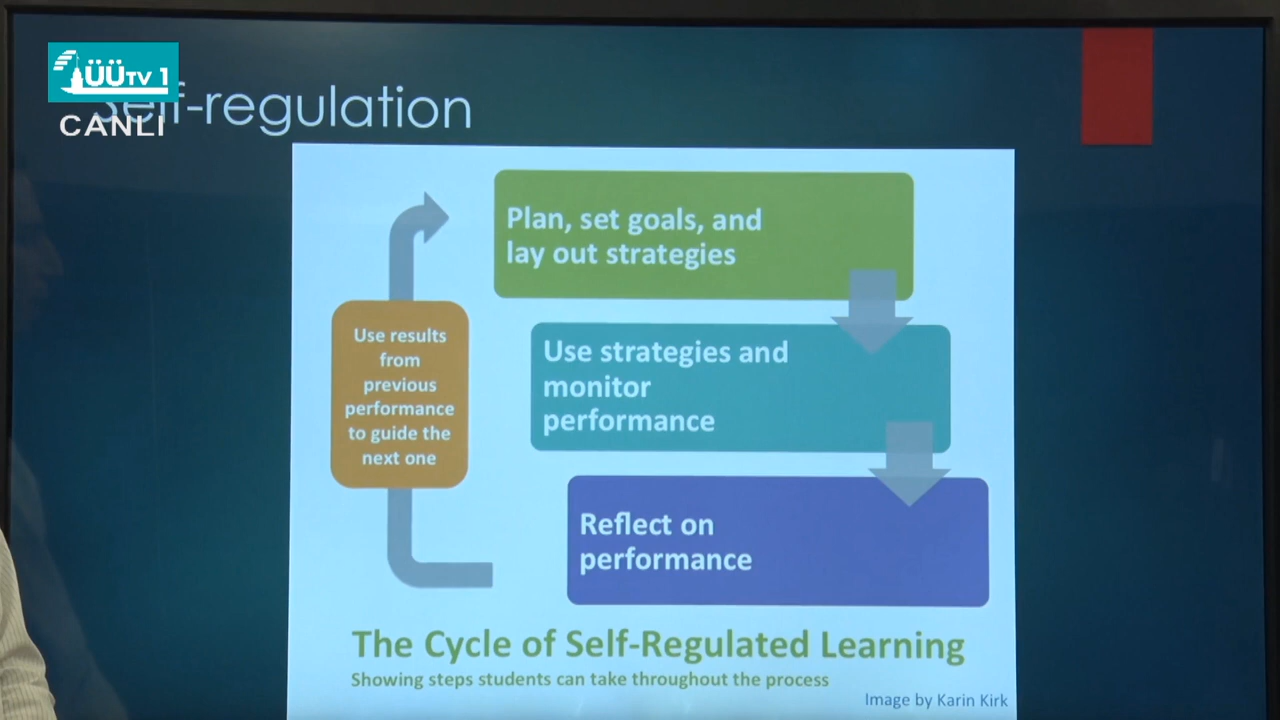 ÜÜTV 1
CANLI
Self-regulation
Plan, set goals, and
lay out strategies
Use strategies and
monitor
performance
Reflect on
performance
Use results
from
previous
performance
to guide the
next one
The Cycle of Self-Regulated Learning
Showing steps students can take throughout the process
Image by Karin Kirk